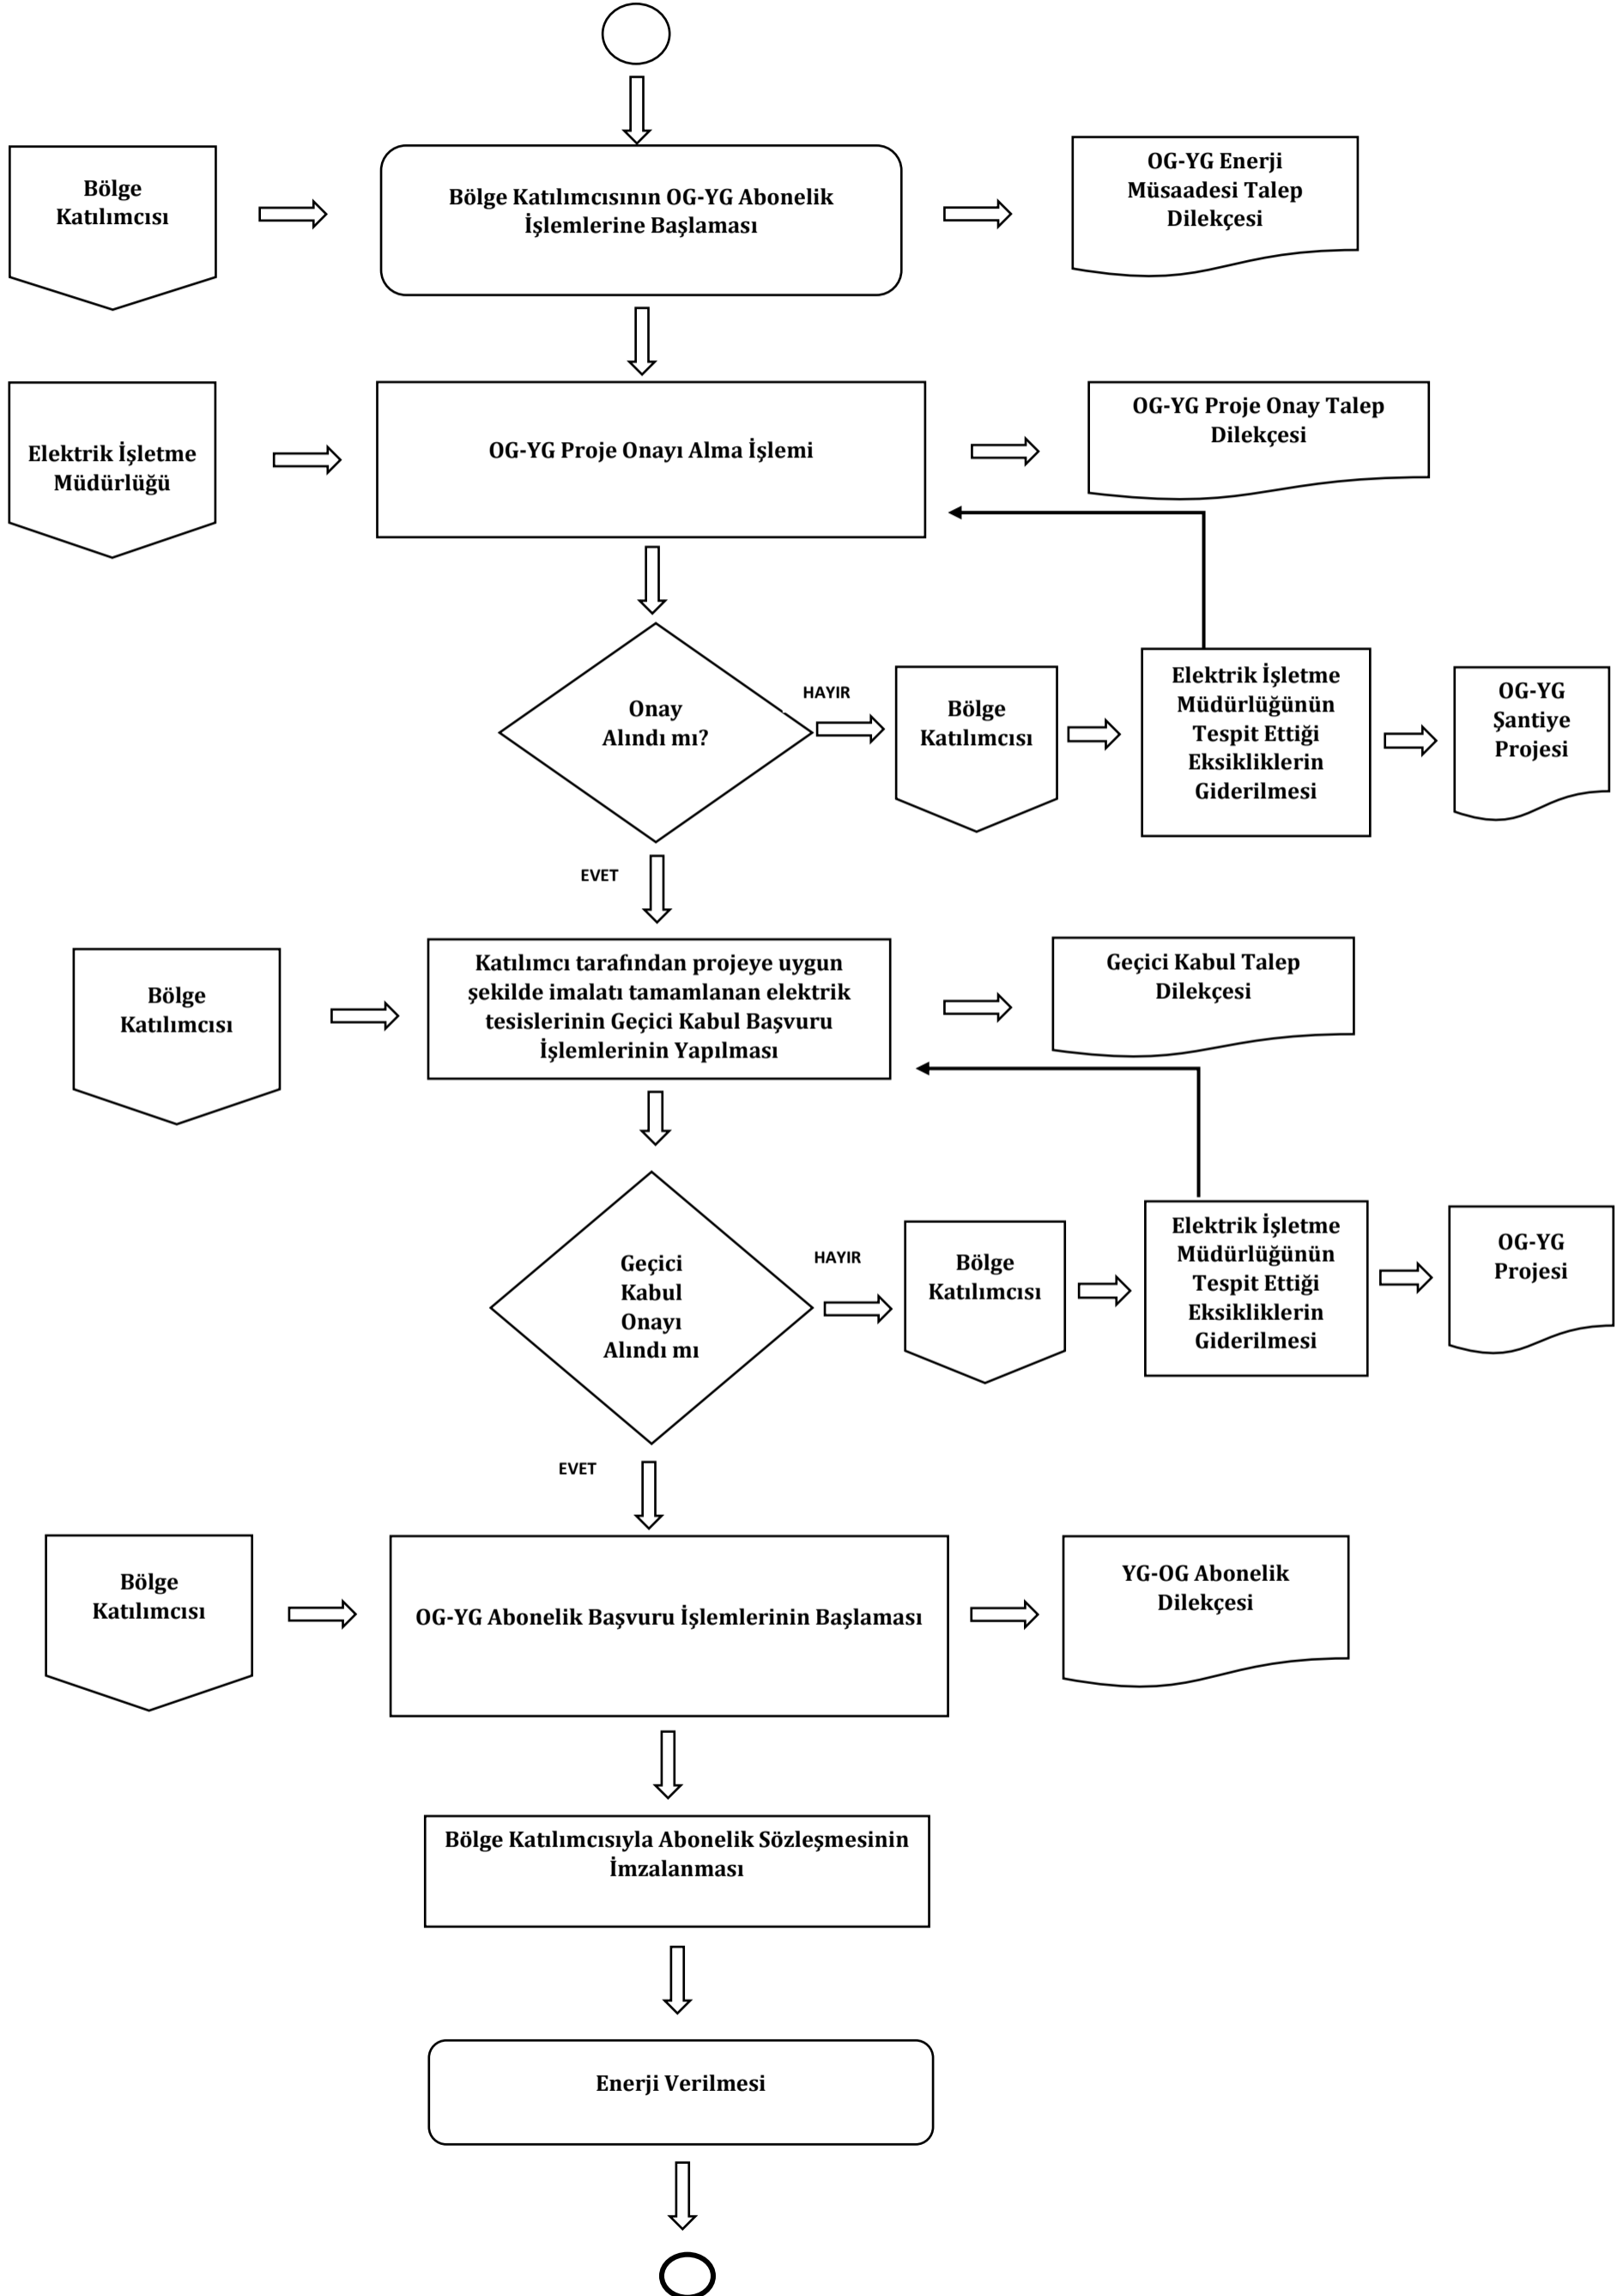 Bölge
Katılımcısı
Bölge Katılımcısının OG-YG Abonelik
İşlemlerine Başlaması
OG-YG Enerji
Müsaadesi Talep
Dilekçesi
Elektrik İşletme
Müdürlüğü
OG-YG Proje Onayı Alma İşlemi
OG-YG Proje Onay Talep
Dilekçesi
Onay
Alındı mı?
HAYIR
Bölge
Katılımcısı
Elektrik İşletme
Müdürlüğünün
Tespit Ettiği
Eksikliklerin
Giderilmesi
OG-YG
Şantiye
Projesi
EVET
Bölge
Katılımcısı
Katılımcı tarafından projeye uygun
şekilde imalatı tamamlanan elektrik
tesislerinin Geçici Kabul Başvuru
İşlemlerinin Yapılması
Geçici Kabul Talep
Dilekçesi
Geçici
Kabul
Onayı
Alındı mı
HAYIR
Bölge
Katılımcısı
Elektrik İşletme
Müdürlüğünün
Tespit Ettiği
Eksikliklerin
Giderilmesi
OG-YG
Projesi
EVET
Bölge
Katılımcısı
OG-YG Abonelik Başvuru İşlemlerinin Başlaması
YG-OG Abonelik
Dilekçesi
Bölge Katılımcısıyla Abonelik Sözleşmesinin
İmzalanması
Enerji Verilmesi